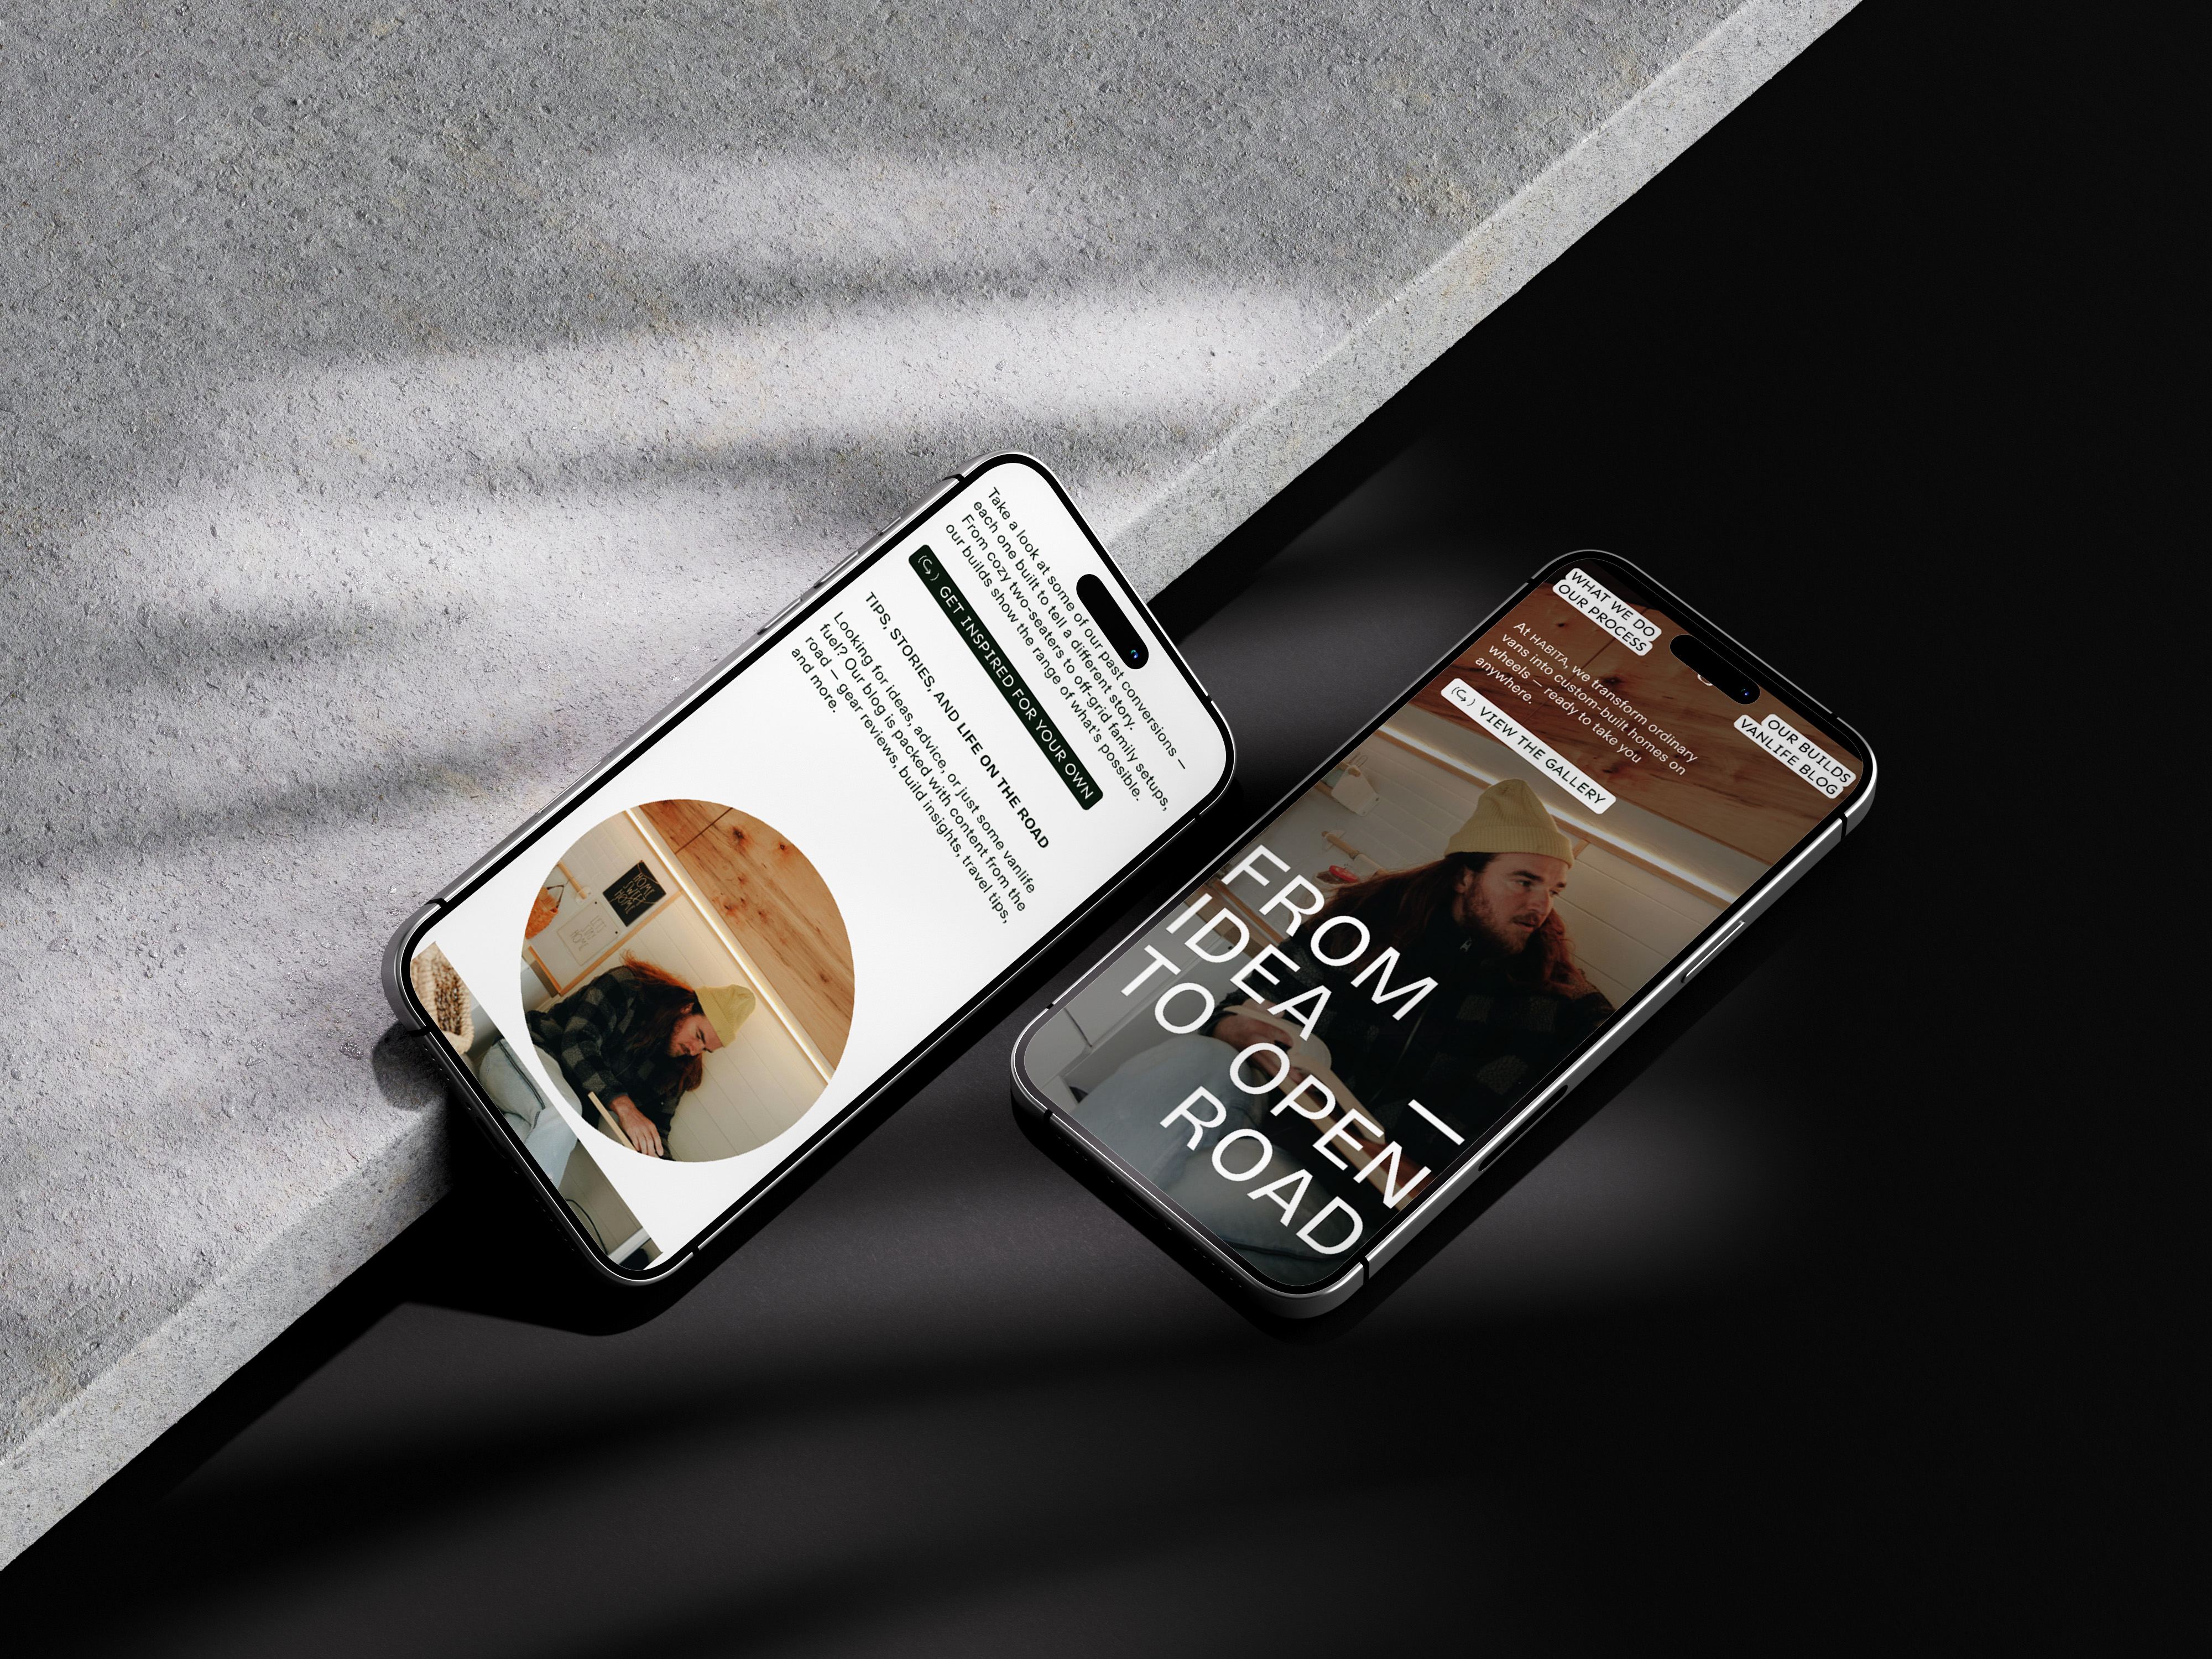 Take a look at some of our past conversions —
each one built to tell a different story.
From cozy two-seaters to off-grid family setups,
our builds show the range of what's possible.
(↪) GET INSPIRED FOR YOUR OWN
TIPS, STORIES, AND LIFE ON THE ROAD
Looking for ideas, advice, or just some vanlife
fuel? Our blog is packed with content from the
road — gear reviews, build insights, travel tips,
and more.
HOME
SWEET
HOME
WHAT WE DO
OUR PROCESS
OUR BUILDS
VANLIFE BLOG
At HABITA, we transform ordinary
vans into custom-built homes on
wheels — ready to take you
anywhere.
(↪) VIEW THE GALLERY
FROM
IDEA —
TO OPEN
ROAD